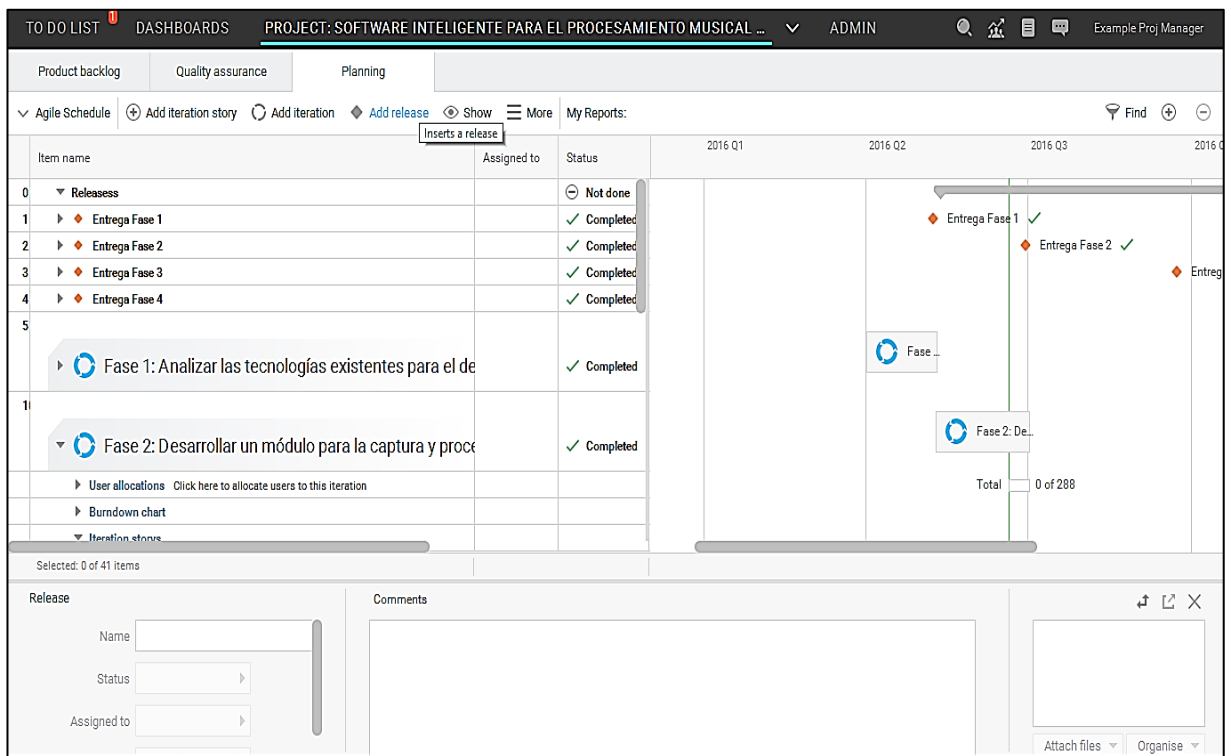 TO DO LIST 1 DASHBOARDS PROJECT: SOFTWARE INTELIGENTE PARA EL PROCESAMIENTO MUSICAL ... ADMIN Example Proj Manager
Product backlog Quality assurance Planning
Agile Schedule Add iteration story Add iteration Add release Show More My Reports: Find
Inserts a release
Item name Assigned to Status 2016 Q1 2016 Q2 2016 Q3 2016 Q
0 Releasess Not done
1 Entrega Fase 1 Completed Entrega Fase 1
2 Entrega Fase 2 Completed Entrega Fase 2
3 Entrega Fase 3 Completed Entreg
4 Entrega Fase 4 Completed
5
Fase 1: Analizar las tecnologías existentes para el de Completed Fase ...
10
Fase 2: Desarrollar un módulo para la captura y proce Completed Fase 2: De...
User allocations Click here to allocate users to this iteration Total 0 of 288
Burndown chart
Iteration storys
Selected: 0 of 41 items
Release Comments
Name
Status
Assigned to
Attach files Organise